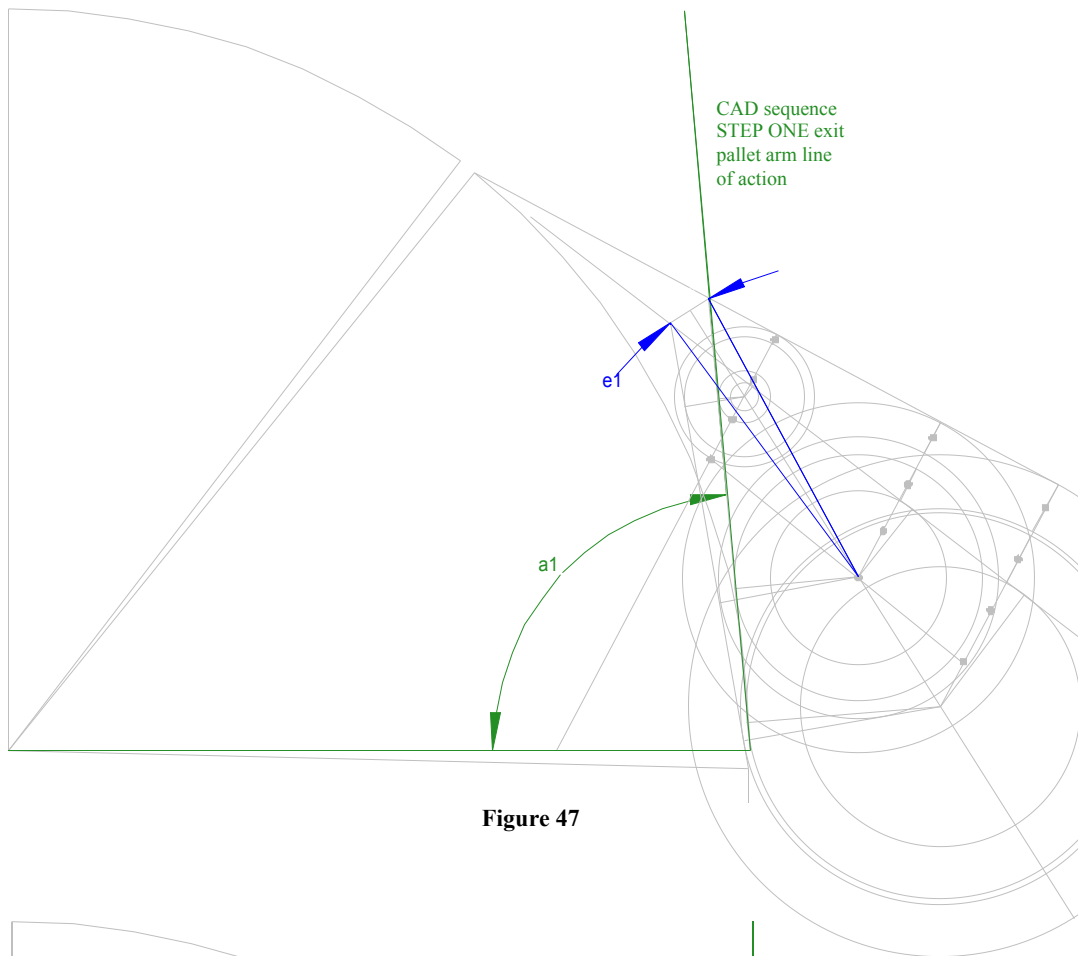 CAD sequence
STEP ONE exit
pallet arm line
of action
e1
a1
Figure 47